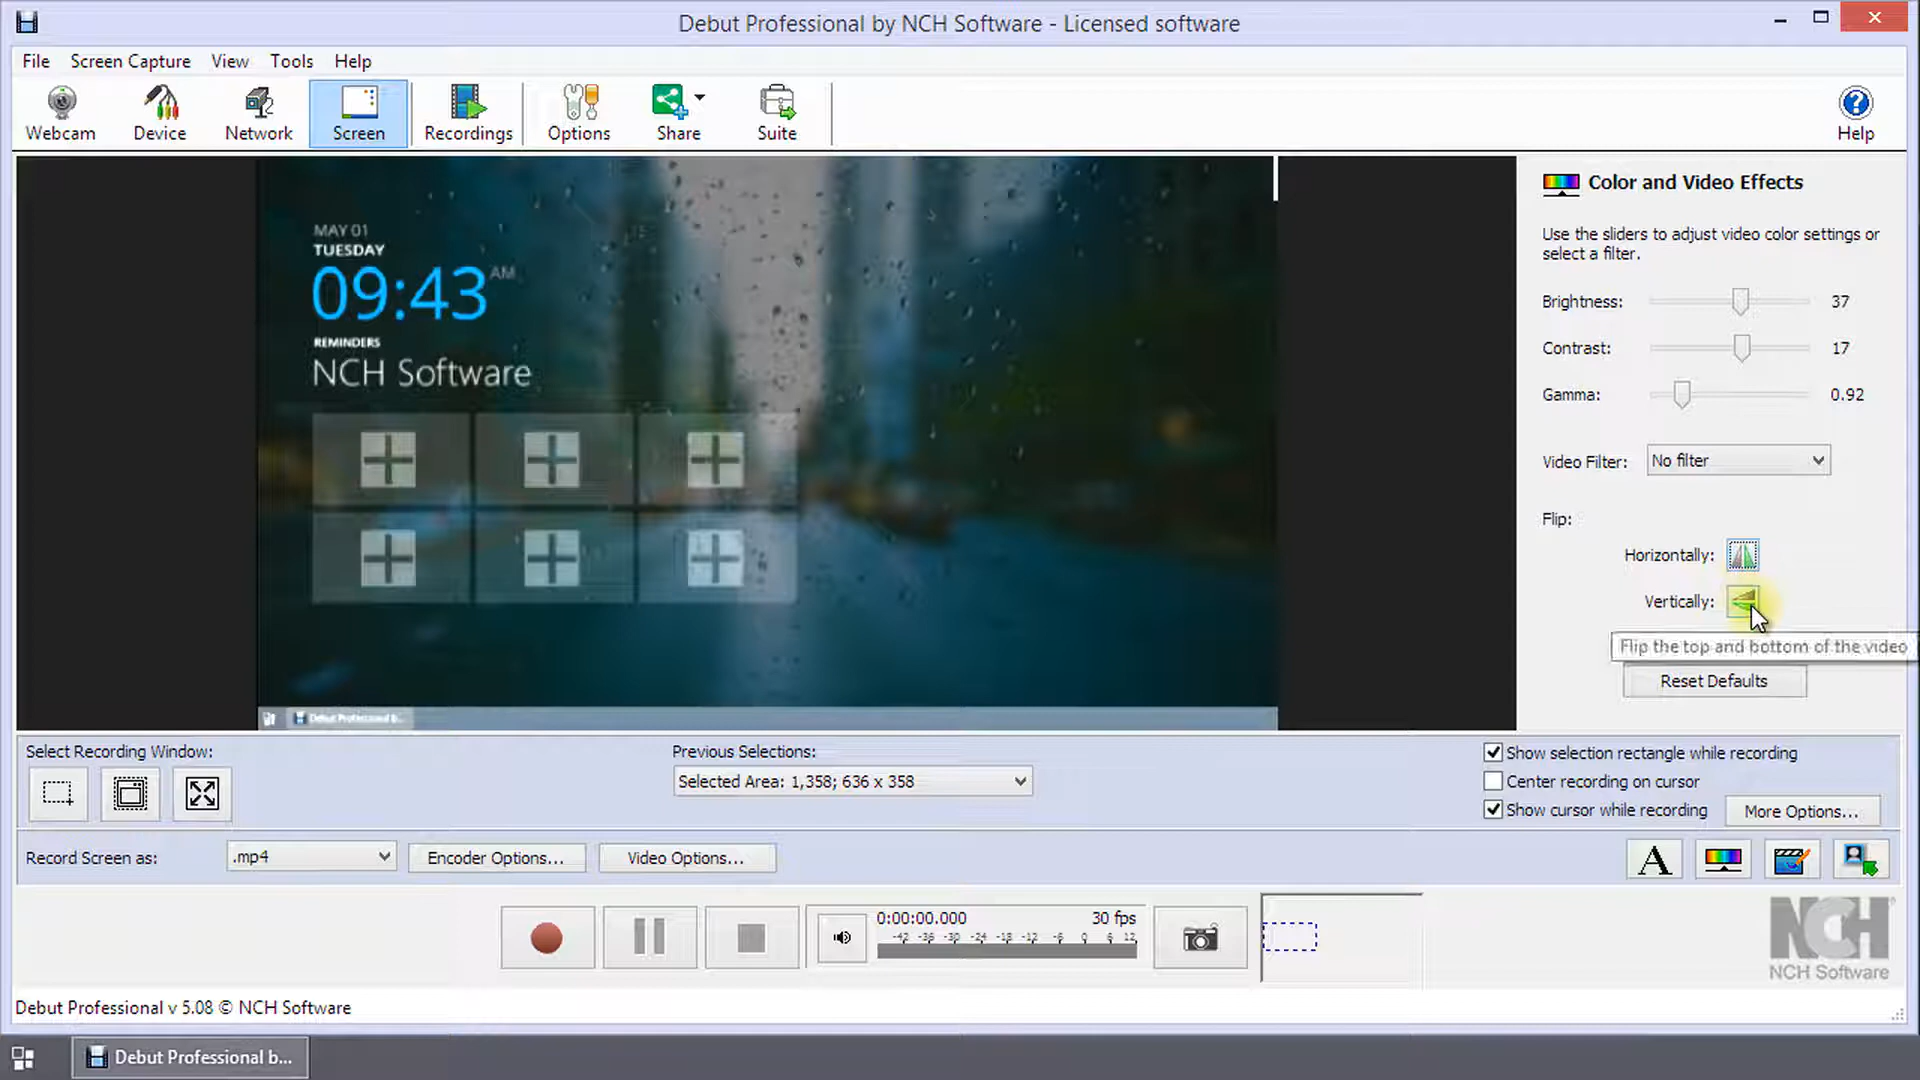 Debut Professional by NCH Software - Licensed software
File Screen Capture View Tools Help
Webcam Device Network Screen Recordings Options Share Suite Help
MAY 01
TUESDAY
09:43 AM
REMINDERS
NCH Software
Debut Professional b...
Color and Video Effects
Use the sliders to adjust video color settings or
select a filter.
Brightness: 37
Contrast: 17
Gamma: 0.92
Video Filter: No filter
Flip:
Horizontally:
Vertically:
Flip the top and bottom of the video
Reset Defaults
Select Recording Window:
Previous Selections:
Selected Area: 1,358; 636 x 358
Show selection rectangle while recording
Center recording on cursor
Show cursor while recording More Options...
Record Screen as: .mp4 Encoder Options... Video Options... A
0:00:00.000 30 fps
-42 -36 -30 -24 -18 -12 -6 0 6 12
NCH
NCH Software
Debut Professional v 5.08 © NCH Software
Debut Professional b...